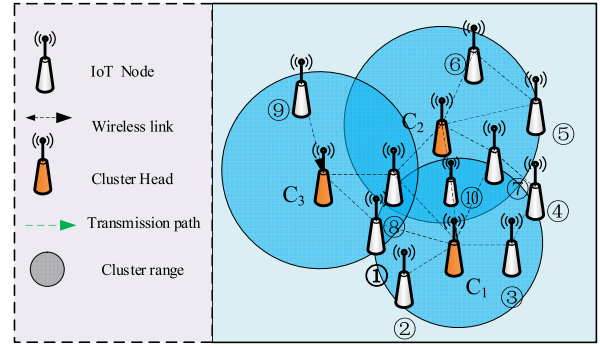 IoT Node
Wireless link
Cluster Head
Transmission path
Cluster range
⑥
⑨
C₂
⑤
⑦
⑩
④
C₃
⑧
①
C₁
③
②